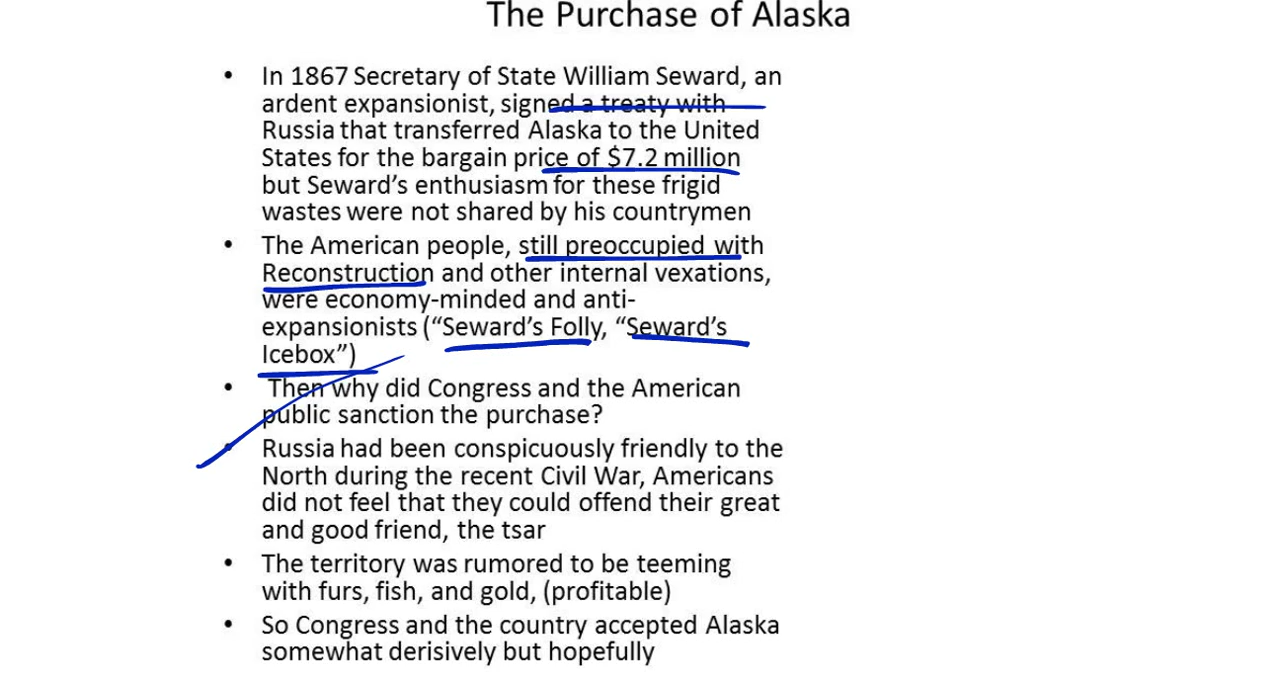 The Purchase of Alaska
• In 1867 Secretary of State William Seward, an
ardent expansionist, signed a treaty with
Russia that transferred Alaska to the United
States for the bargain price of $7.2 million
but Seward’s enthusiasm for these frigid
wastes were not shared by his countrymen
• The American people, still preoccupied with
Reconstruction and other internal vexations,
were economy-minded and anti-
expansionists (“Seward’s Folly, “Seward’s
Icebox”)
• Then why did Congress and the American
public sanction the purchase?
• Russia had been conspicuously friendly to the
North during the recent Civil War, Americans
did not feel that they could offend their great
and good friend, the tsar
• The territory was rumored to be teeming
with furs, fish, and gold, (profitable)
• So Congress and the country accepted Alaska
somewhat derisively but hopefully